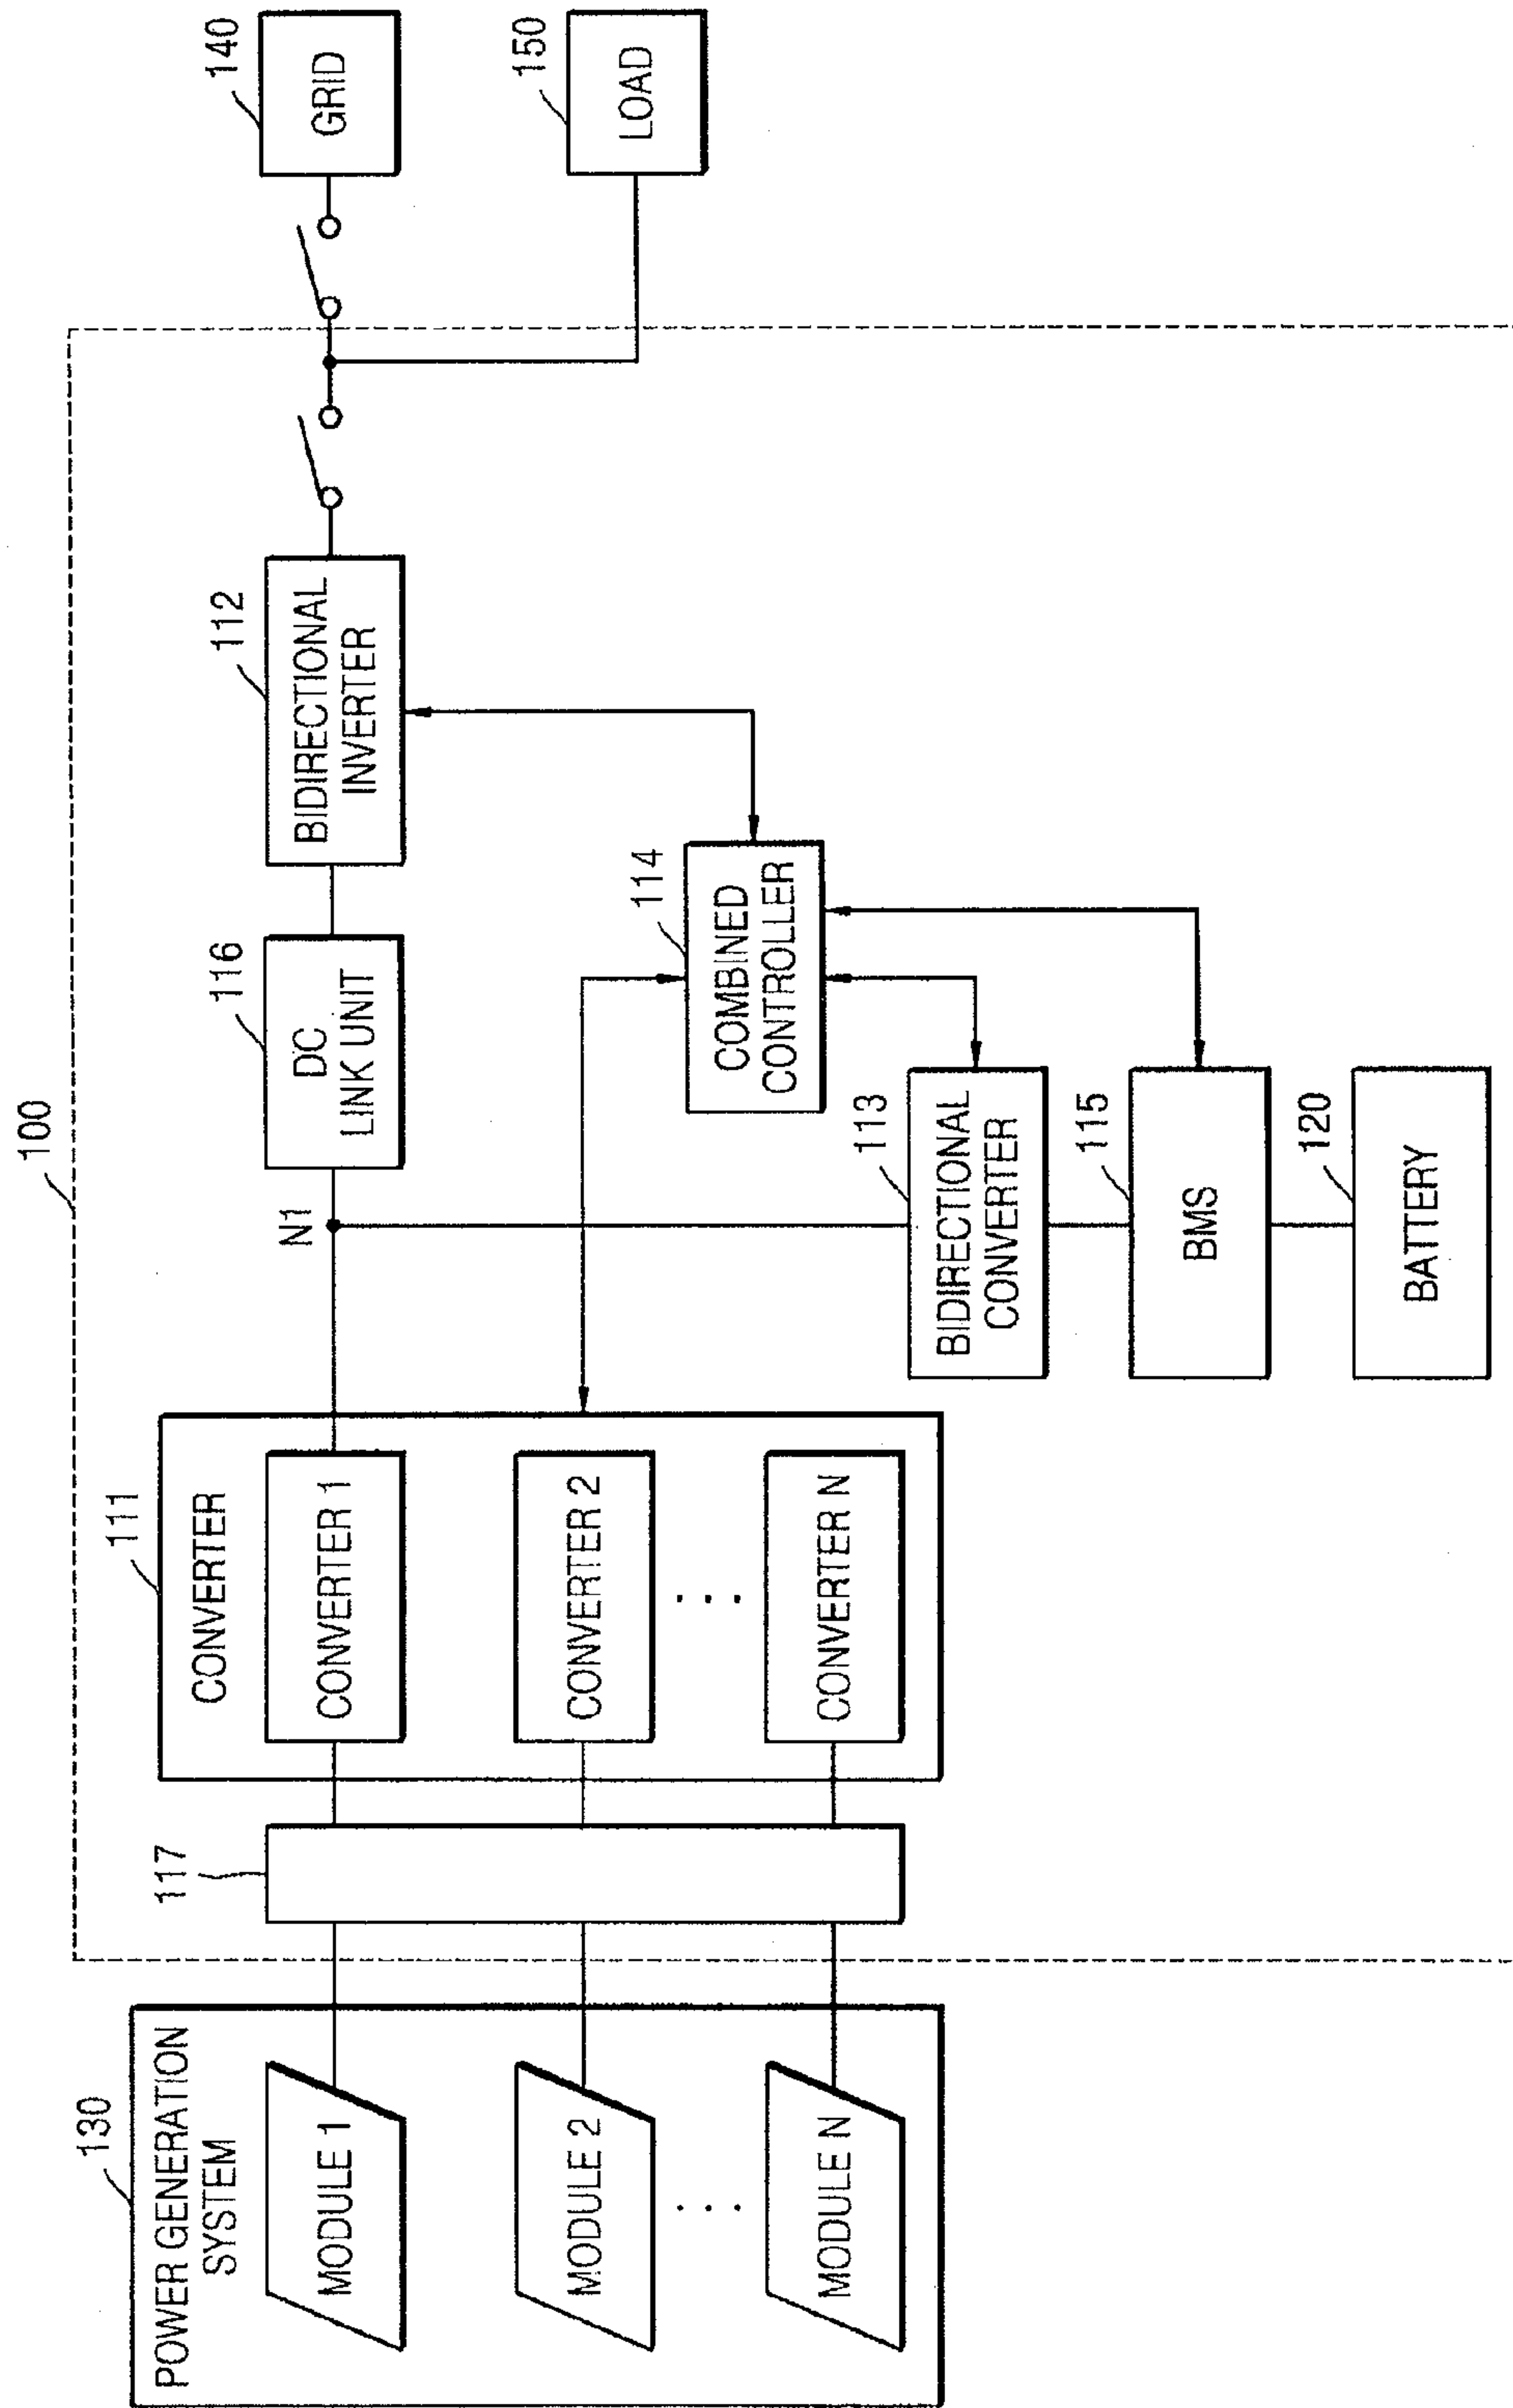 100
130
POWER GENERATION
SYSTEM
MODULE 1
MODULE 2
. . .
MODULE N
117
111
CONVERTER
CONVERTER 1
CONVERTER 2
. . .
CONVERTER N
N1
116
DC
LINK UNIT
112
BIDIRECTIONAL
INVERTER
140
GRID
150
LOAD
114
COMBINED
CONTROLLER
113
BIDIRECTIONAL
CONVERTER
115
BMS
120
BATTERY